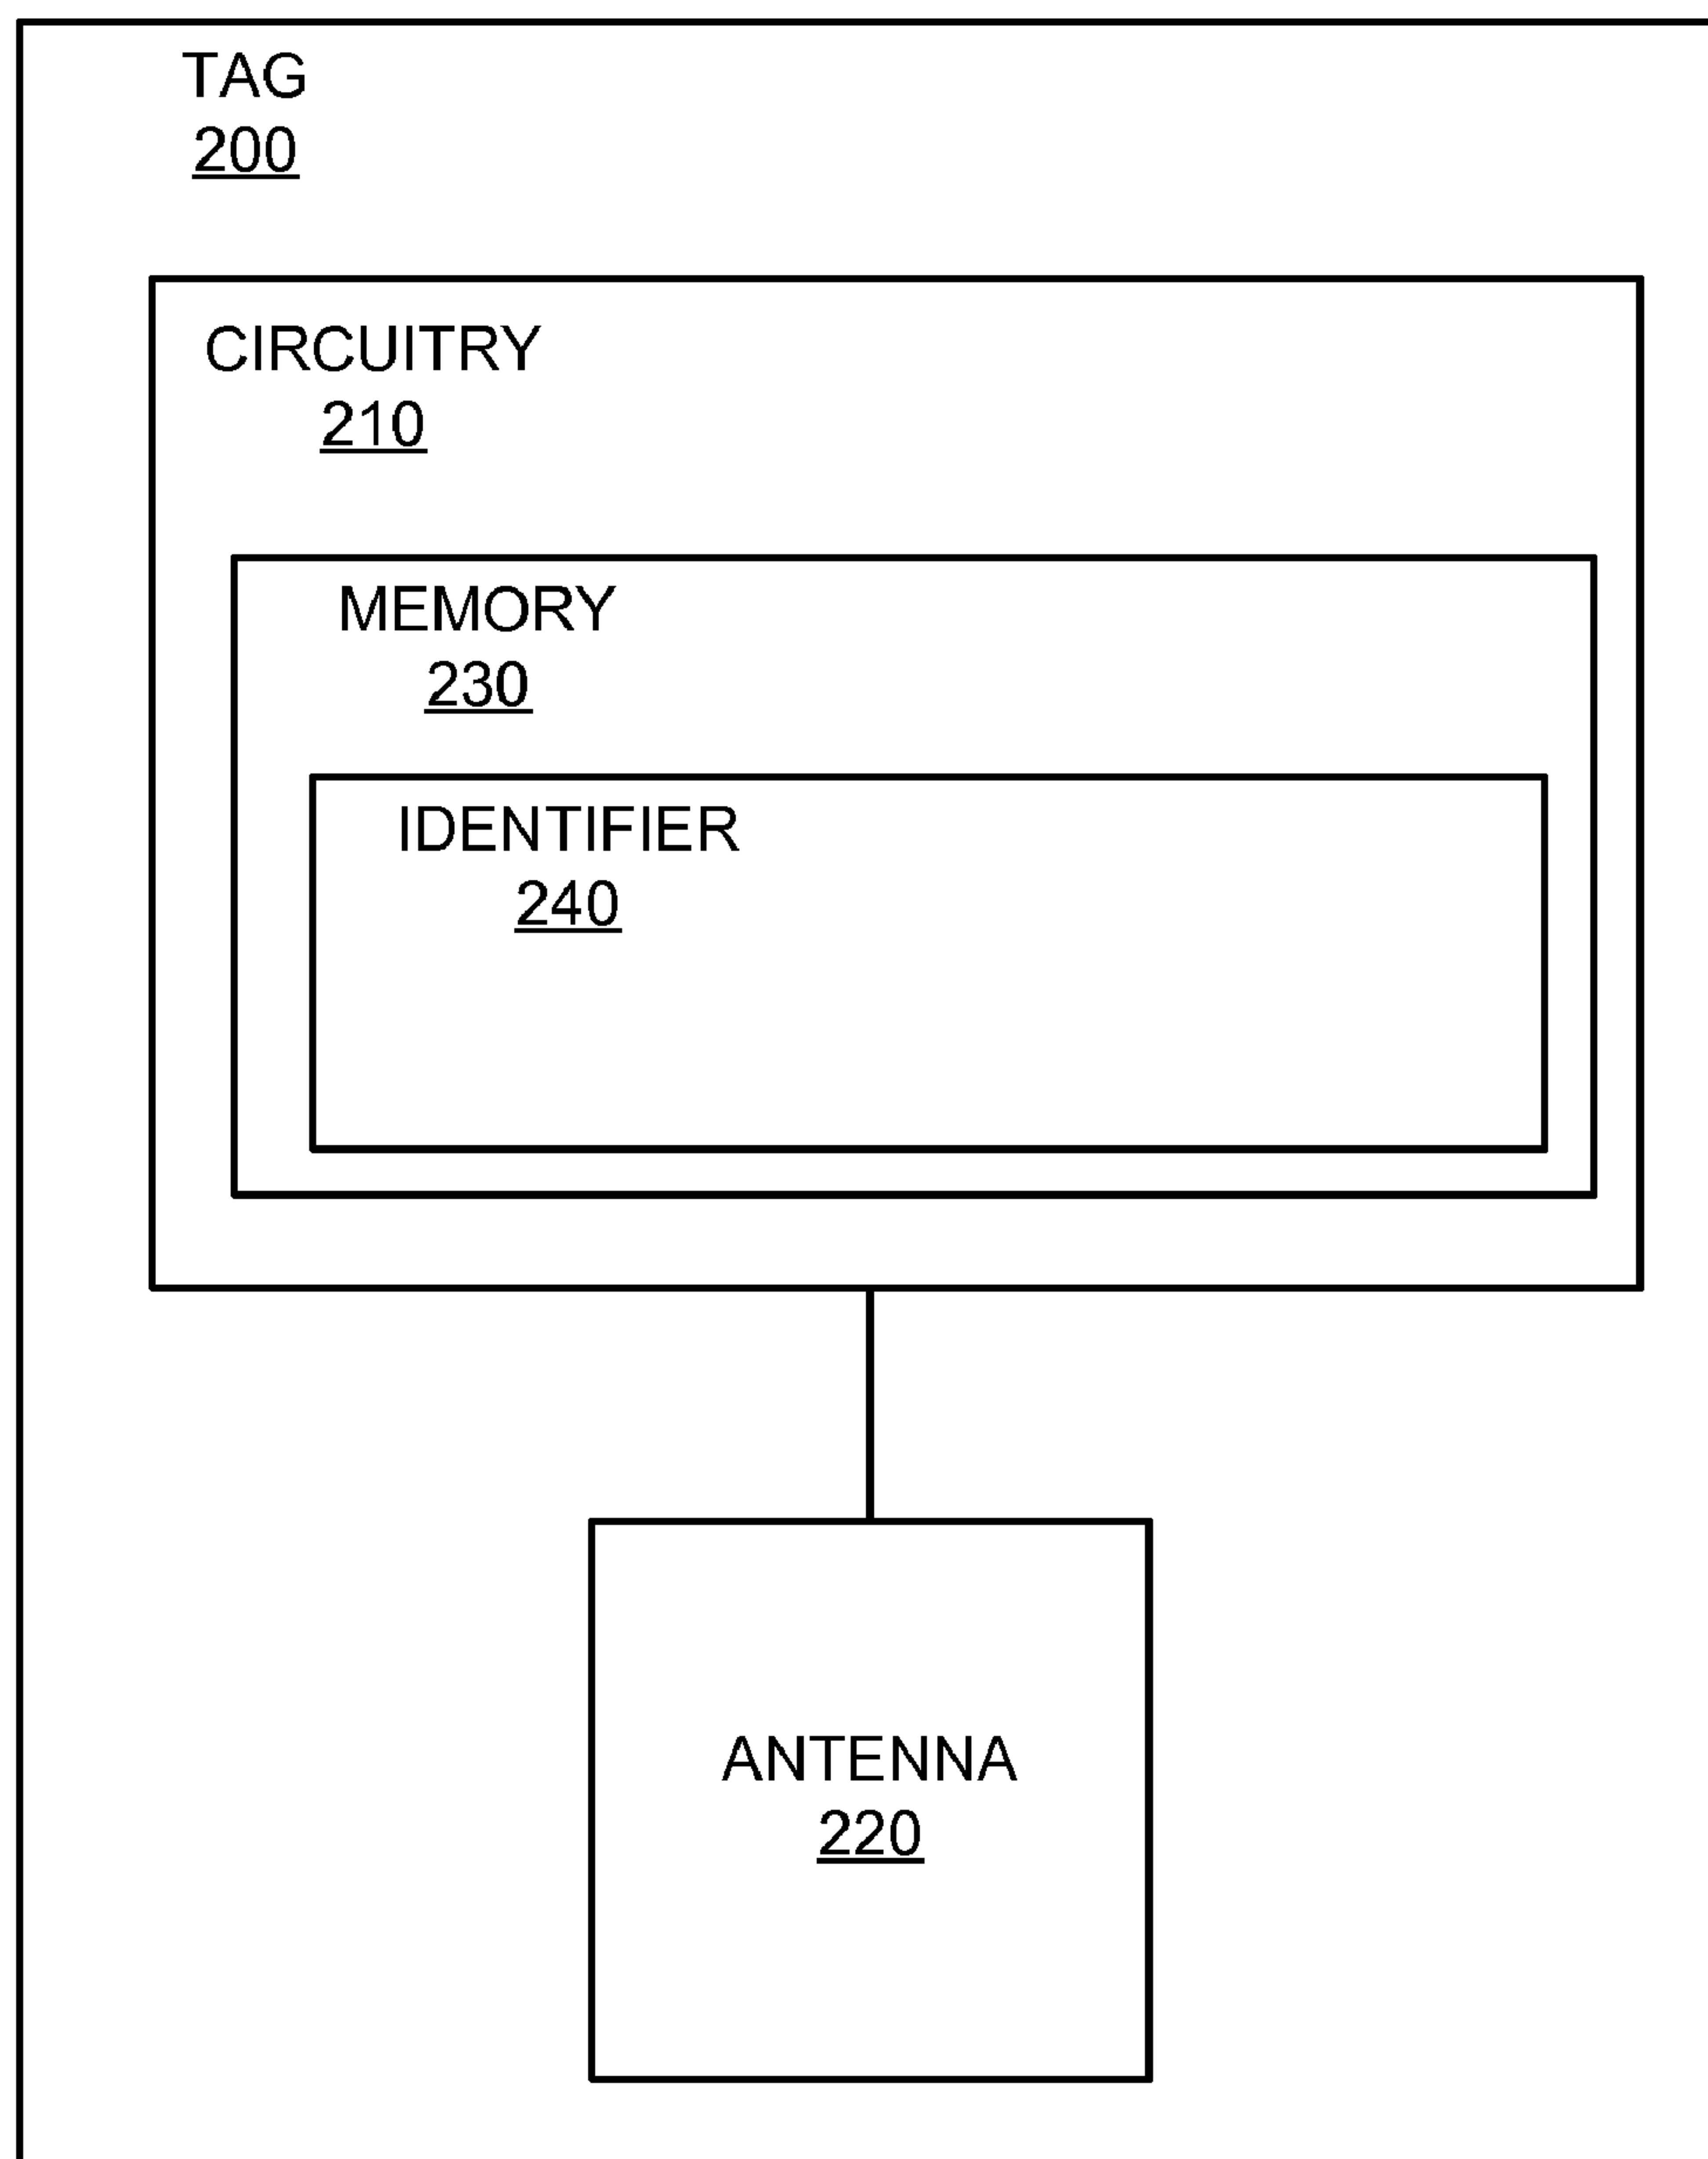 TAG
200
CIRCUITRY
210
MEMORY
230
IDENTIFIER
240
ANTENNA
220